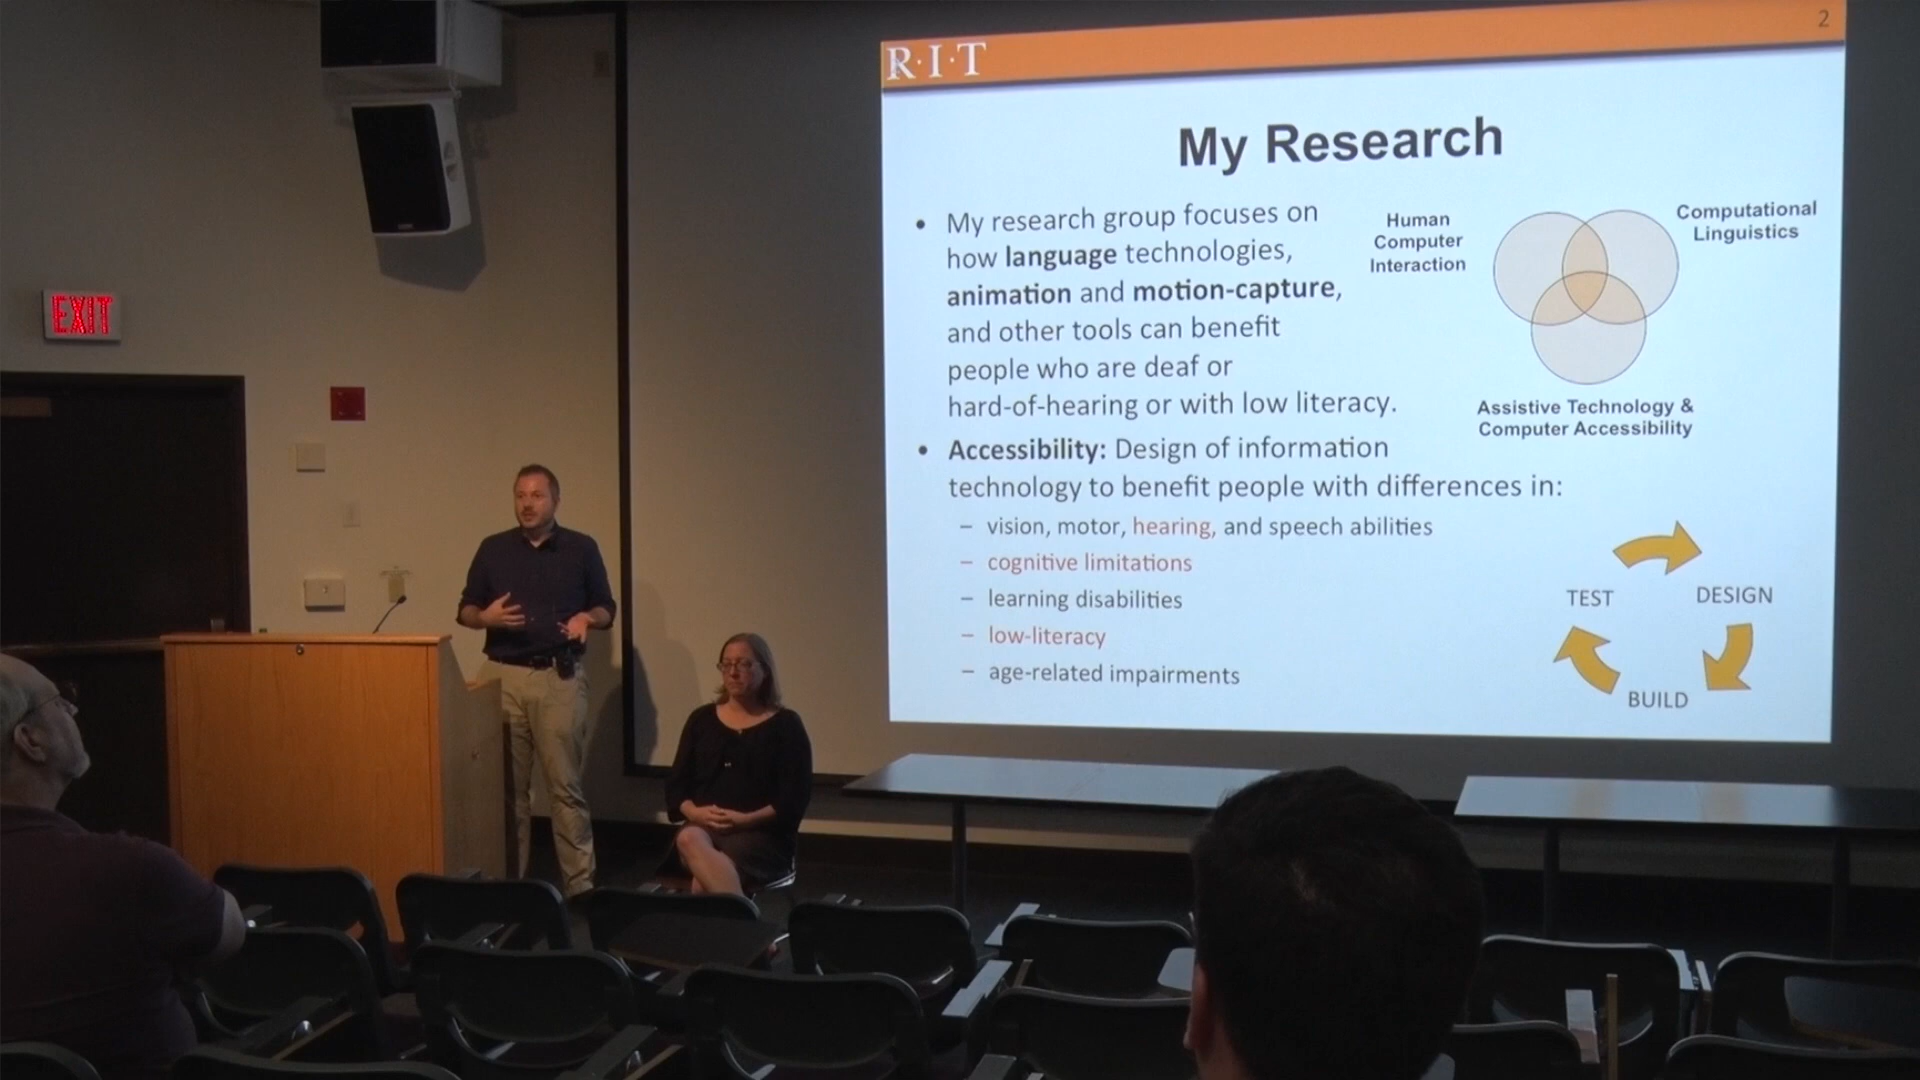 2
R·I·T
My Research
• My research group focuses on
how language technologies,
animation and motion-capture,
and other tools can benefit
people who are deaf or
hard-of-hearing or with low literacy.
Human
Computer
Interaction
Computational
Linguistics
Assistive Technology &
Computer Accessibility
• Accessibility: Design of information
technology to benefit people with differences in:
– vision, motor, hearing, and speech abilities
– cognitive limitations
– learning disabilities
– low-literacy
– age-related impairments
TEST
DESIGN
BUILD
EXIT